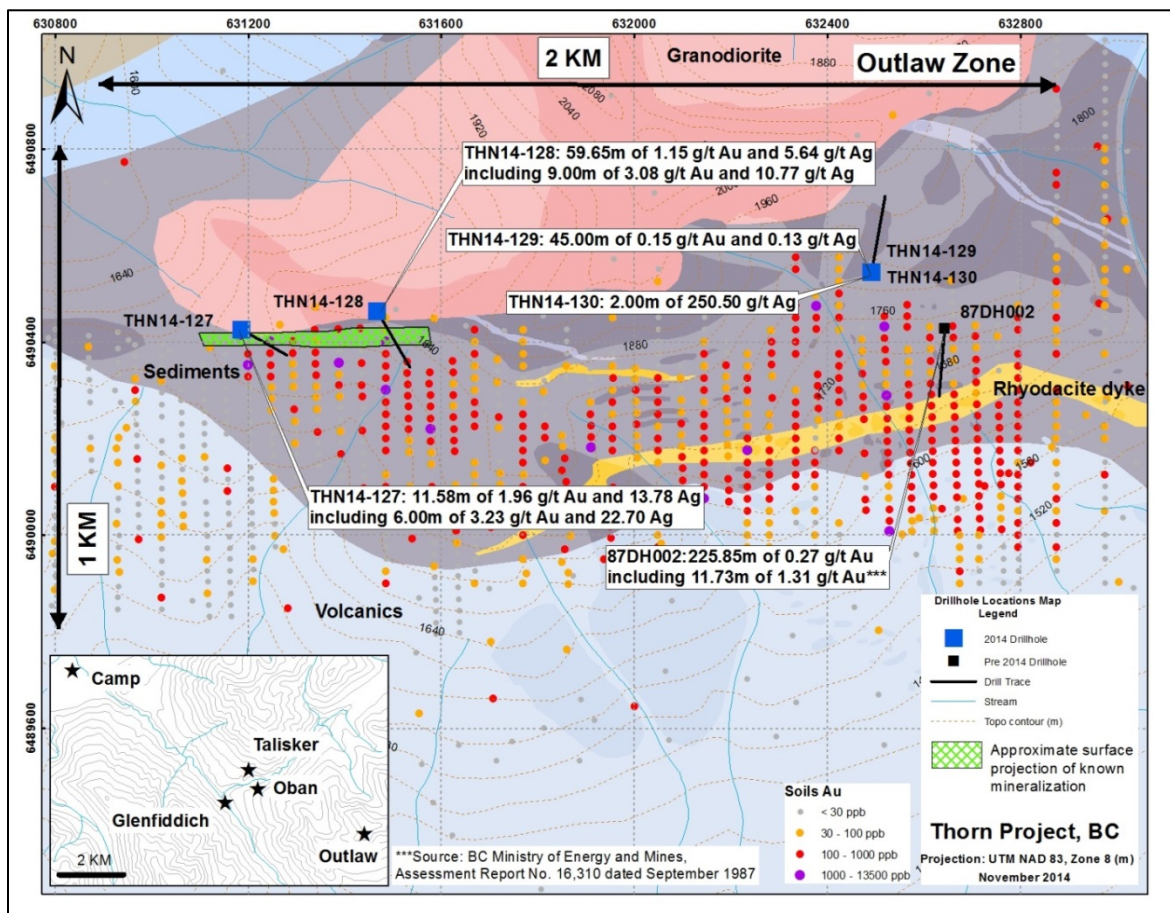 630800
631200
631600
632000
632400
632800
N
2 KM
Granodiorite
Outlaw Zone
1680
2080
2040
1920
1880
1800
6490800
THN14-128: 59.65m of 1.15 g/t Au and 5.64 g/t Ag
including 9.00m of 3.08 g/t Au and 10.77 g/t Ag
1960
THN14-129: 45.00m of 0.15 g/t Au and 0.13 g/t Ag
THN14-129
THN14-130
1640
THN14-130: 2.00m of 250.50 g/t Ag
THN14-128
THN14-127
1760
87DH002
6490400
1640
1880
1680
Sediments
1720
Rhyodacite dyke
1600
1560
1520
THN14-127: 11.58m of 1.96 g/t Au and 13.78 Ag
including 6.00m of 3.23 g/t Au and 22.70 Ag
6490000
1 KM
87DH002:225.85m of 0.27 g/t Au
including 11.73m of 1.31 g/t Au***
Volcanics
1640
6489600
Camp
Talisker
Oban
Glenfiddich
Outlaw
2 KM
***Source: BC Ministry of Energy and Mines,
Assessment Report No. 16,310 dated September 1987
Soils Au
< 30 ppb
30 - 100 ppb
100 - 1000 ppb
1000 - 13500 ppb
Drillhole Locations Map
Legend
2014 Drillhole
Pre 2014 Drillhole
Drill Trace
Stream
Topo contour (m)
Approximate surface
projection of known
mineralization
Thorn Project, BC
Projection: UTM NAD 83, Zone 8 (m)
November 2014